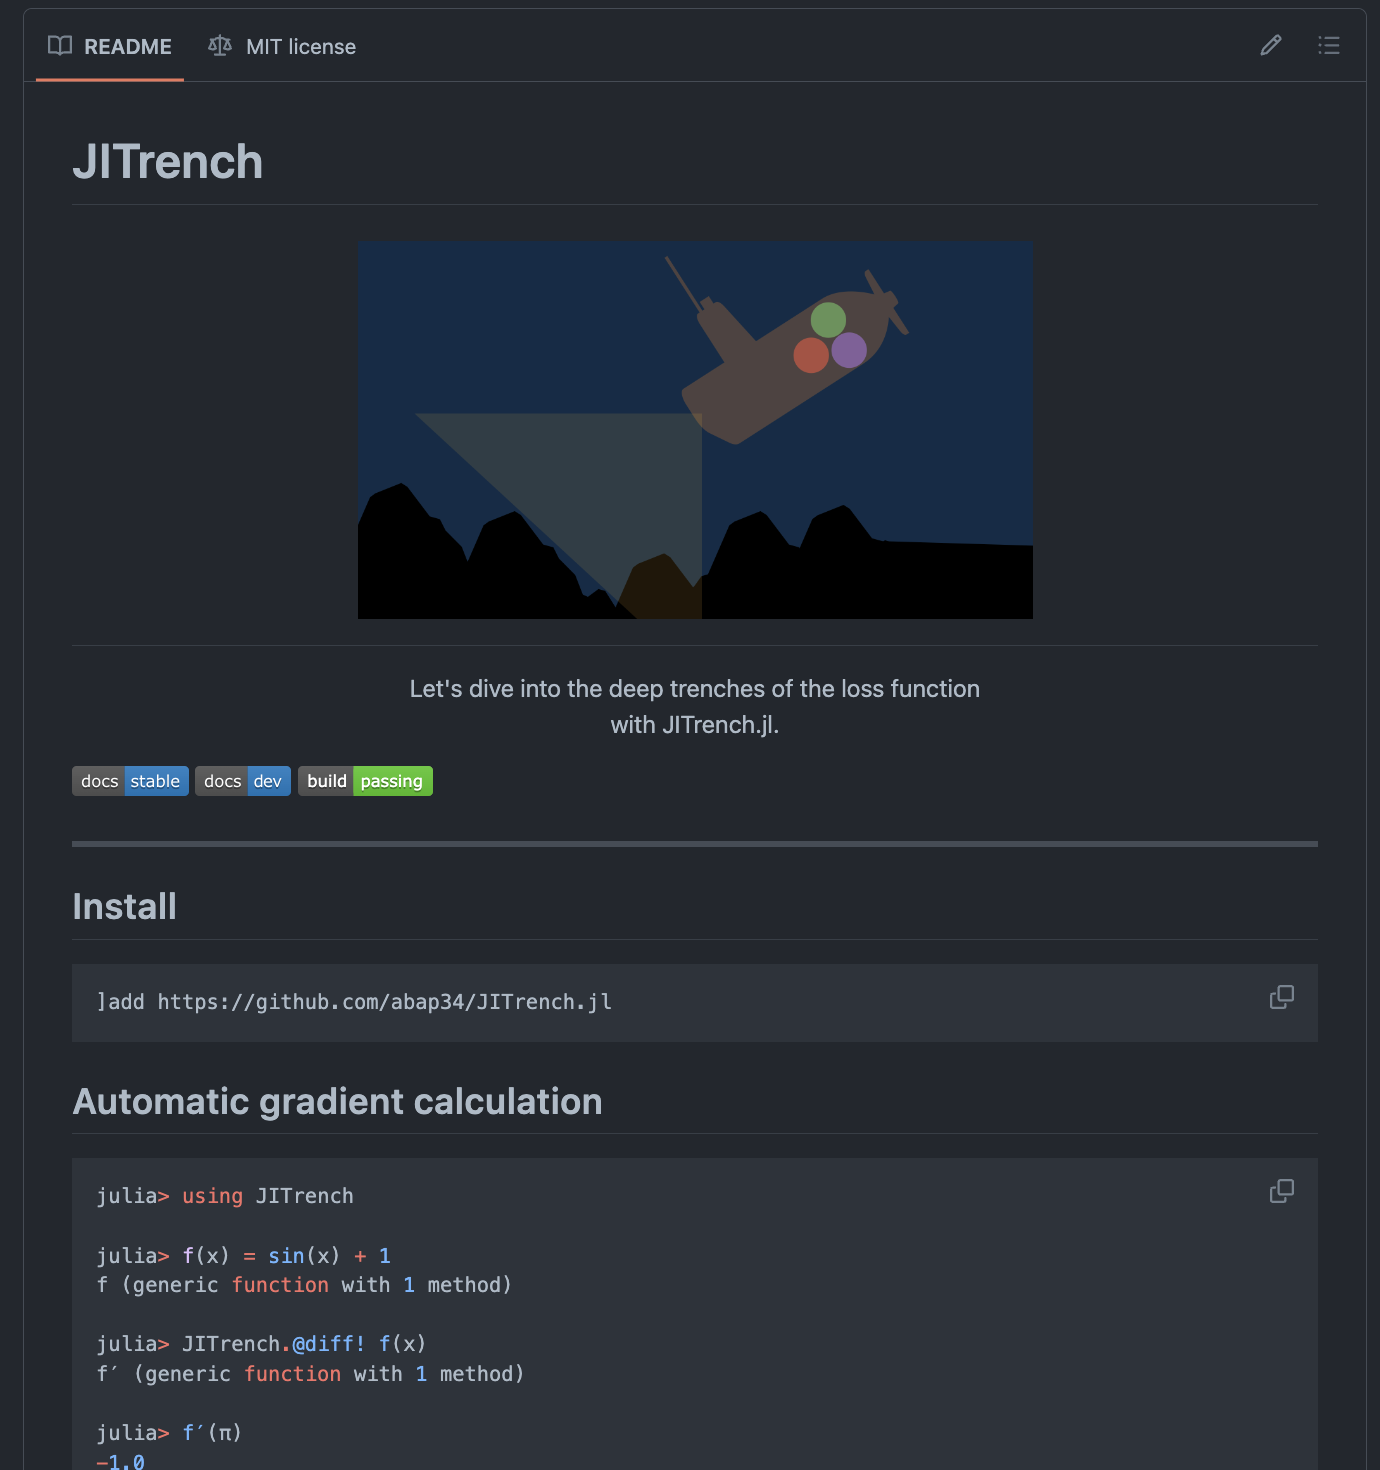 README MIT license
JITrench
Let's dive into the deep trenches of the loss function
with JITrench.jl.
docs stable docs dev build passing
Install
]add https://github.com/abap34/JITrench.jl
Automatic gradient calculation
julia> using JITrench
julia> f(x) = sin(x) + 1
f (generic function with 1 method)
julia> JITrench.@diff! f(x)
f′ (generic function with 1 method)
julia> f′(π)
-1.0